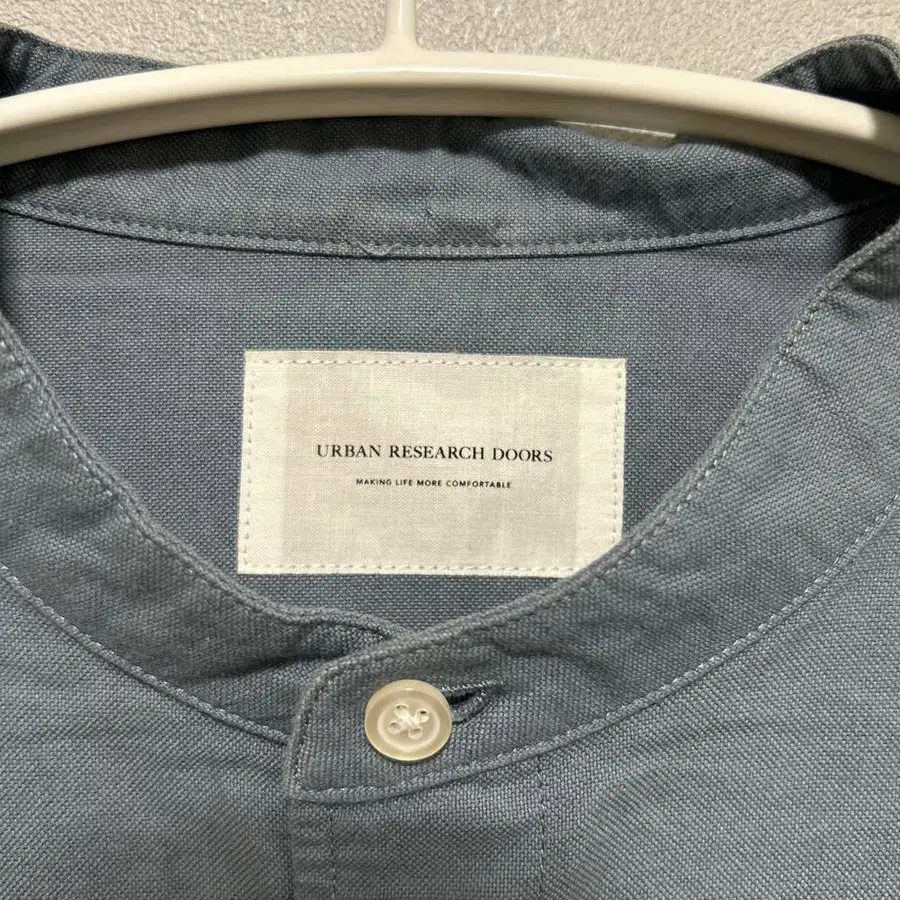 URBAN RESEARCH DOORS
MAKING LIFE MORE COMFORTABLE